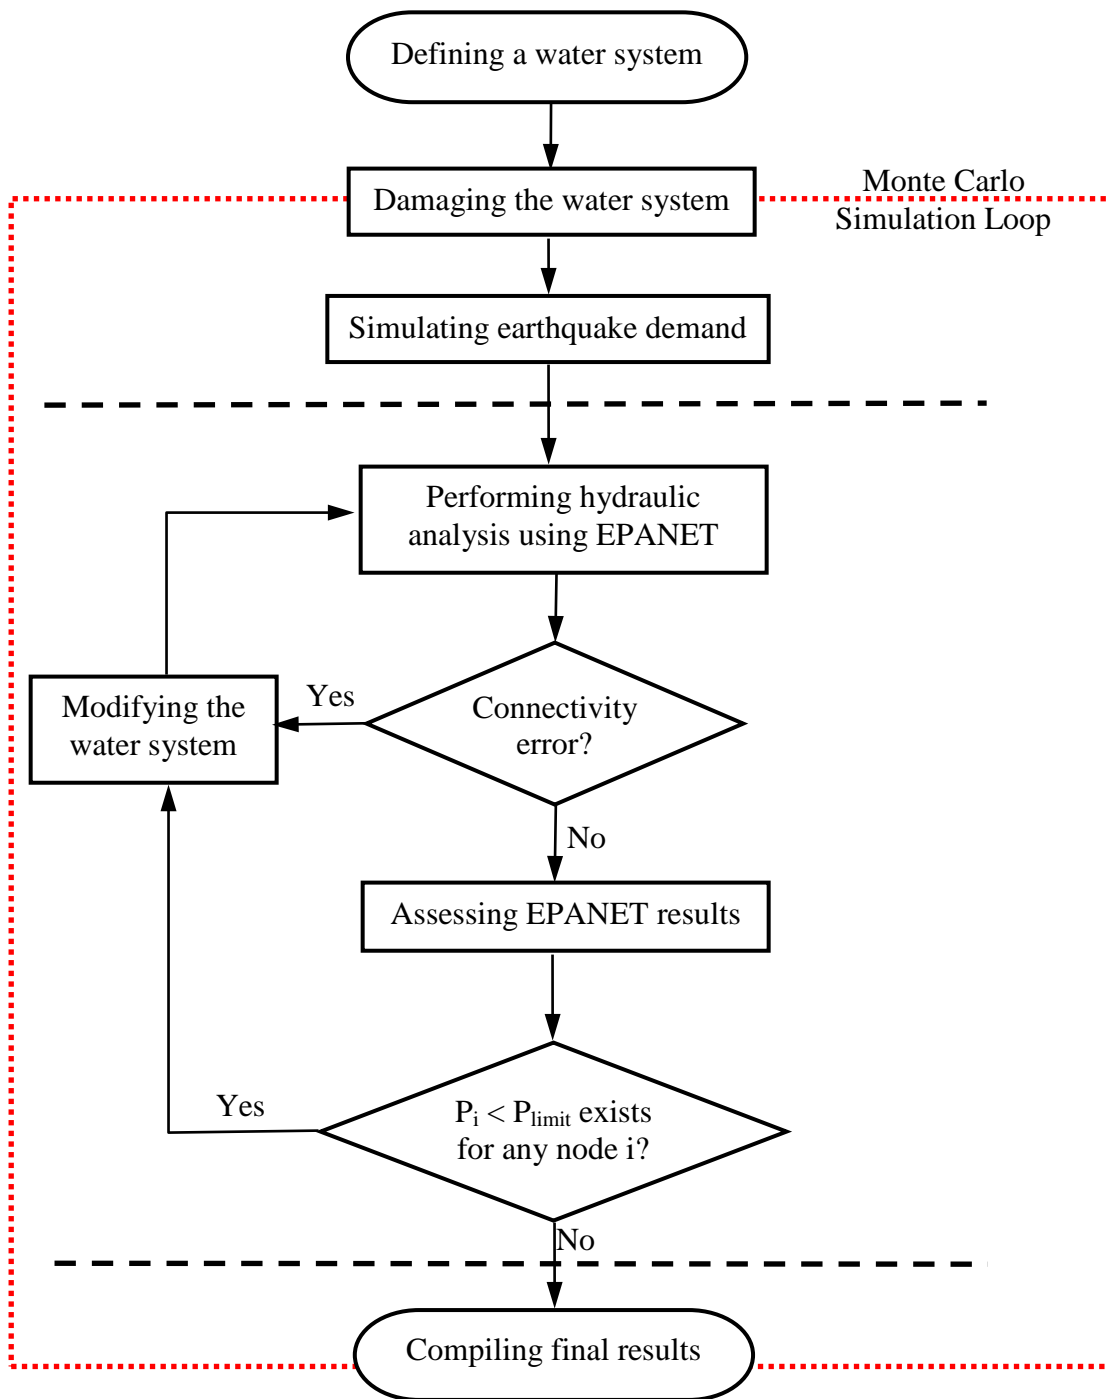 Defining a water system
Damaging the water system
Monte Carlo
Simulation Loop
Simulating earthquake demand
Performing hydraulic
analysis using EPANET
Modifying the
water system
Yes
Connectivity
error?
No
Assessing EPANET results
Yes
P_i < P_limit exists
for any node i?
No
Compiling final results